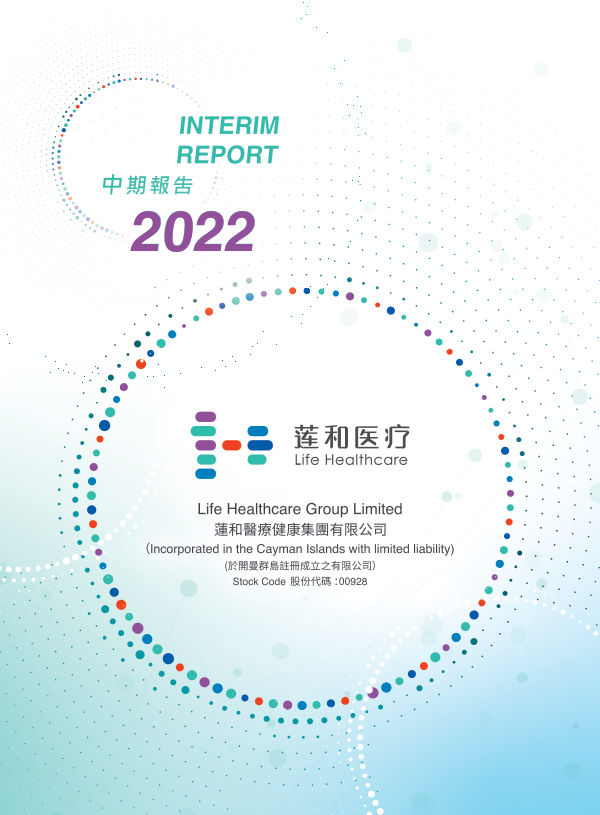 INTERIM
REPORT
中期報告
2022
莲和医疗
Life Healthcare
Life Healthcare Group Limited
蓮和醫療健康集團有限公司
(Incorporated in the Cayman Islands with limited liability)
(於開曼群島註冊成立之有限公司)
Stock Code 股份代碼 :00928